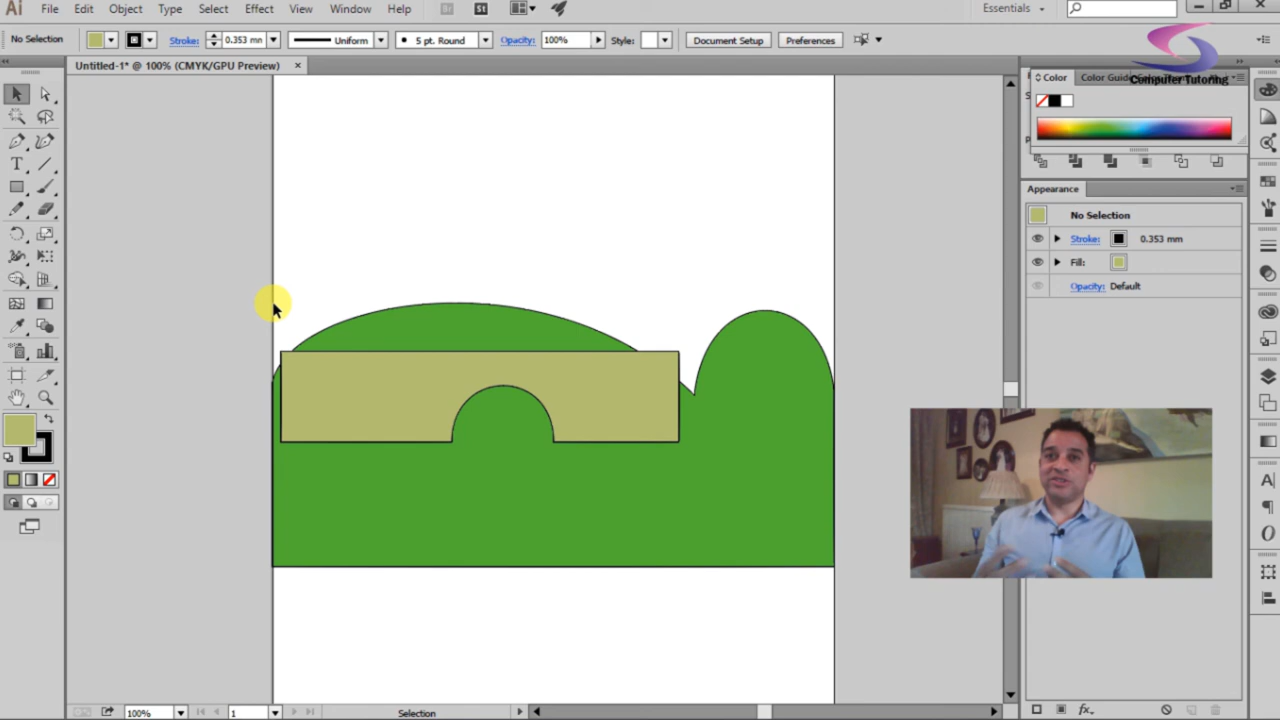 Ai File Edit Object Type Select Effect View Window Help Br St Essentials
No Selection Stroke: 0.353 mm Uniform 5 pt. Round Opacity: 100% Style: Document Setup Preferences
Untitled-1* @ 100% (CMYK/GPU Preview) ×
Color Color Guide
Computer Tutoring
Appearance
No Selection
Stroke: 0.353 mm
Fill:
Opacity: Default
T
A
O
fx
100% 1 Selection